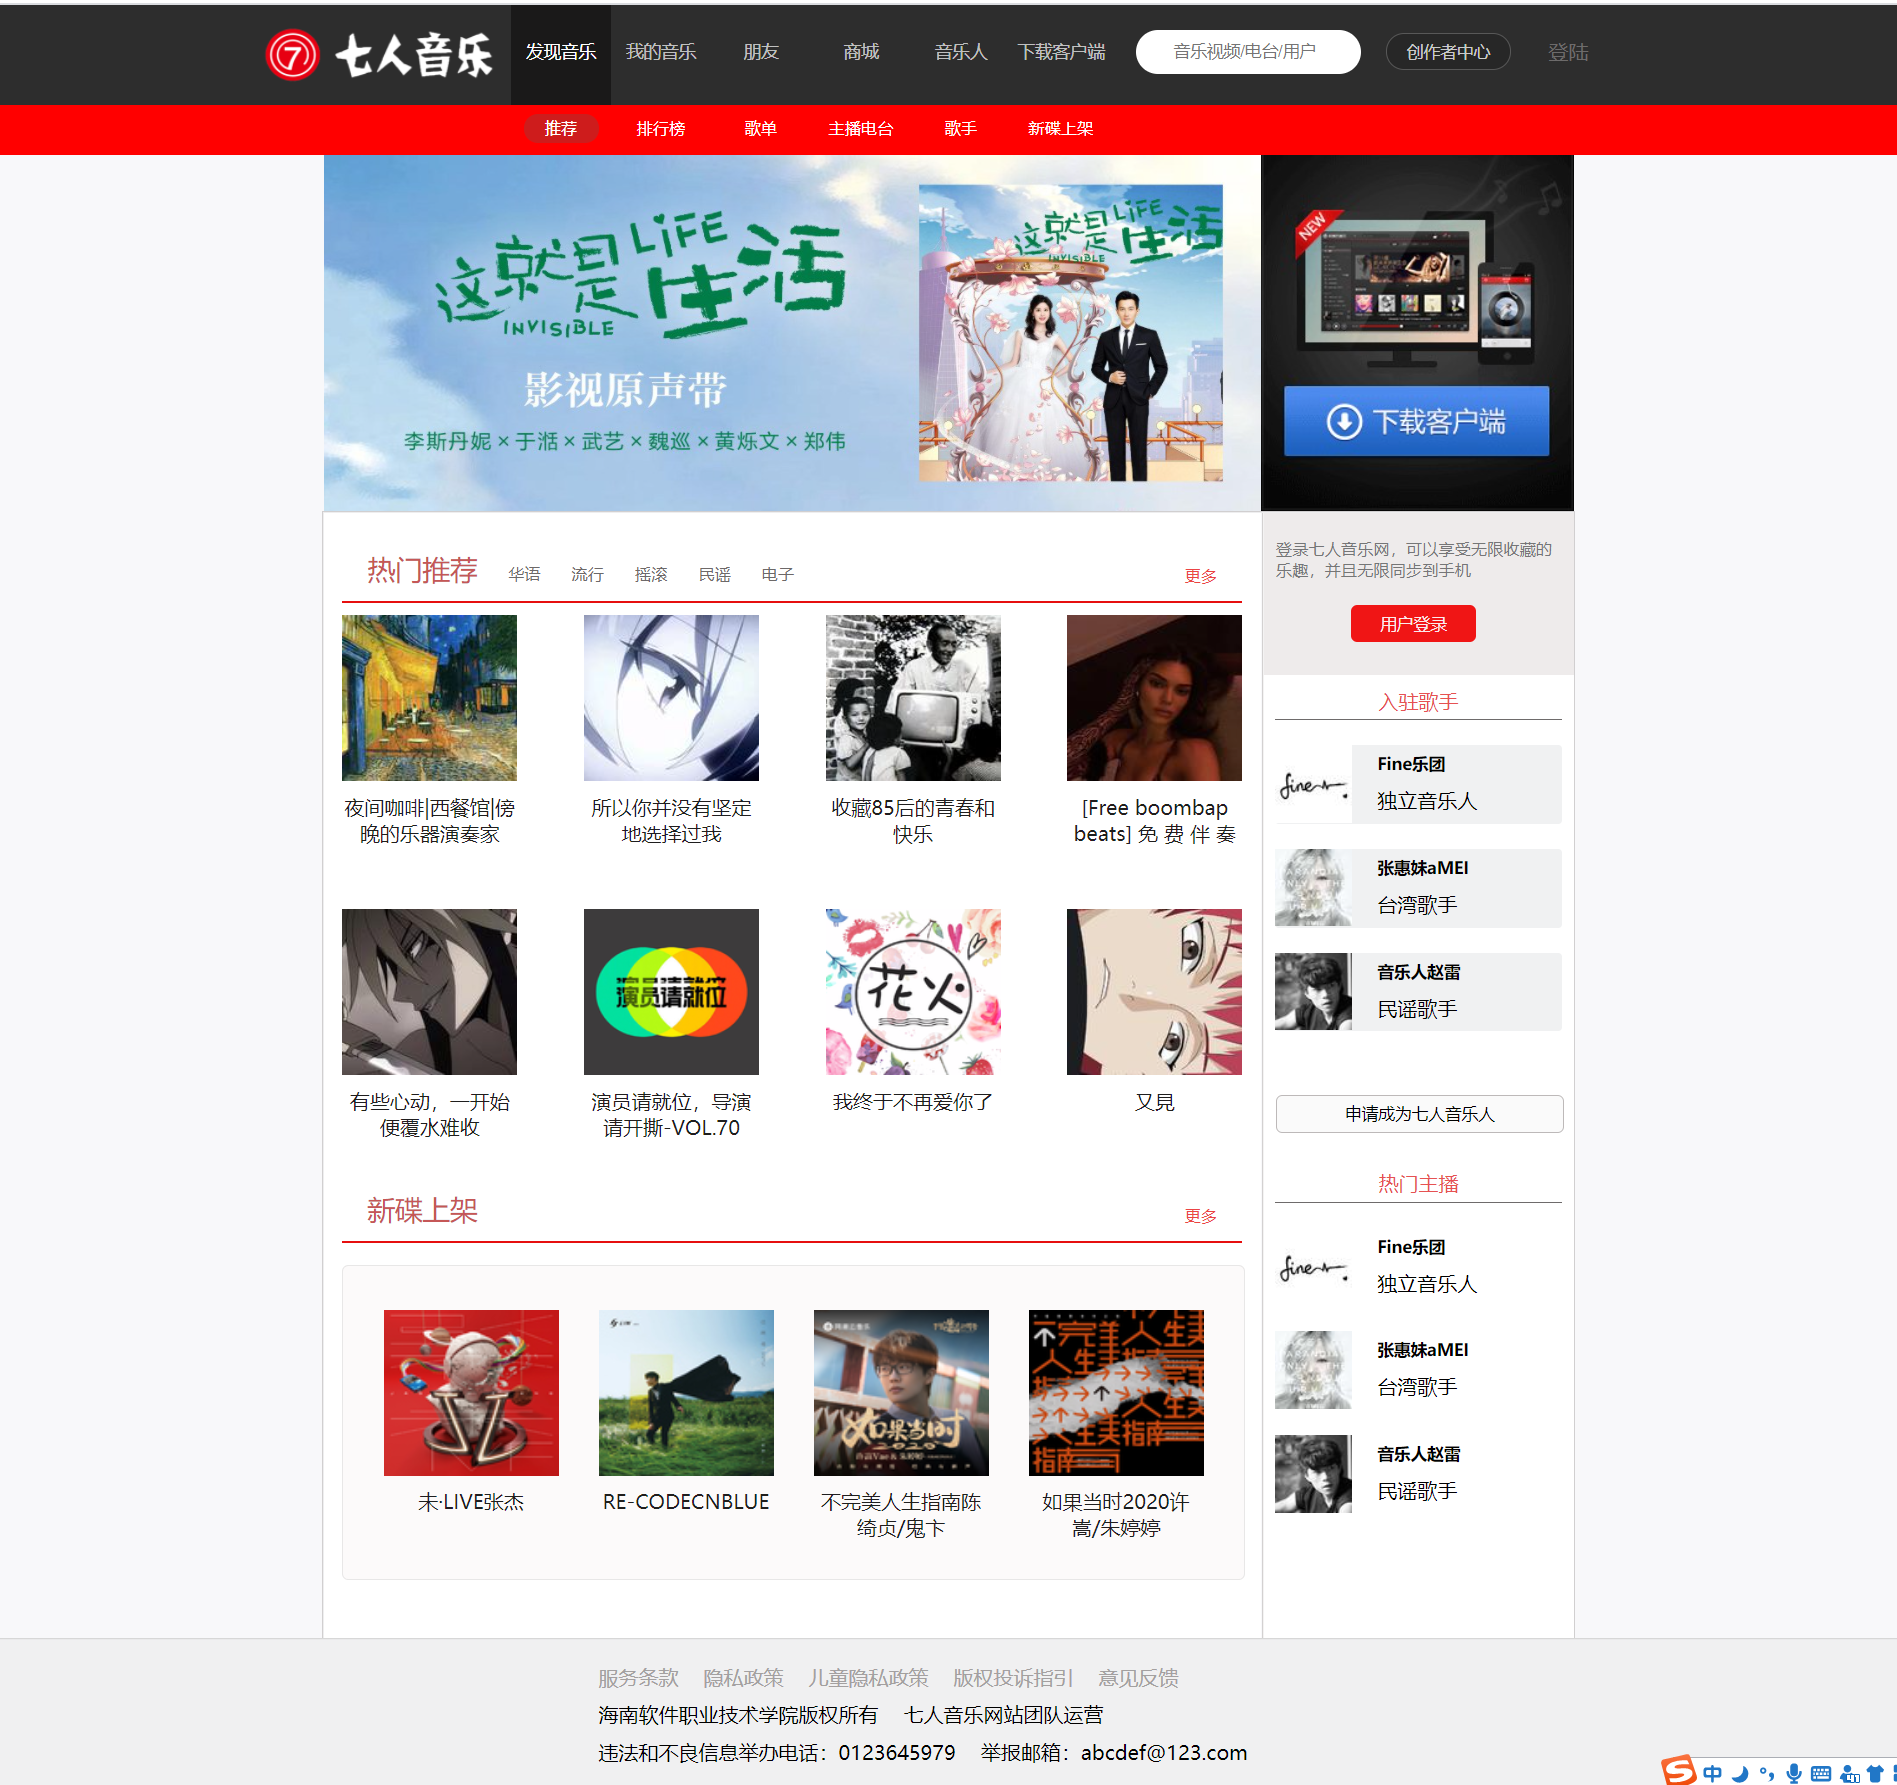 ⑦ 七人音乐
发现音乐 我的音乐 朋友 商城 音乐人 下载客户端 音乐视频/电台/用户 创作者中心 登陆
推荐 排行榜 歌单 主播电台 歌手 新碟上架
这就是LiFE生活
INVISIBLE
影视原声带
李斯丹妮×于湉×武艺×魏巡×黄烁文×郑伟
这就是LiFE生活
INVISIBLE
NEW
下载客户端
热门推荐 华语 流行 摇滚 民谣 电子 更多
夜间咖啡|西餐馆|傍
晚的乐器演奏家
所以你并没有坚定
地选择过我
收藏85后的青春和
快乐
[Free boombap
beats] 免 费 伴 奏
演员请就位
花火
有些心动，一开始
便覆水难收
演员请就位，导演
请开撕-VOL.70
我终于不再爱你了
又見
新碟上架 更多
如果当时
2020
不完美人生指南
未·LIVE张杰
RE-CODECNBLUE
不完美人生指南陈
绮贞/鬼卞
如果当时2020许
嵩/朱婷婷
登录七人音乐网，可以享受无限收藏的
乐趣，并且无限同步到手机
用户登录
入驻歌手
fine
Fine乐团
独立音乐人
张惠妹aMEI
台湾歌手
音乐人赵雷
民谣歌手
申请成为七人音乐人
热门主播
fine
Fine乐团
独立音乐人
张惠妹aMEI
台湾歌手
音乐人赵雷
民谣歌手
服务条款 隐私政策 儿童隐私政策 版权投诉指引 意见反馈
海南软件职业技术学院版权所有 七人音乐网站团队运营
违法和不良信息举办电话：0123645979 举报邮箱：abcdef@123.com
S 中